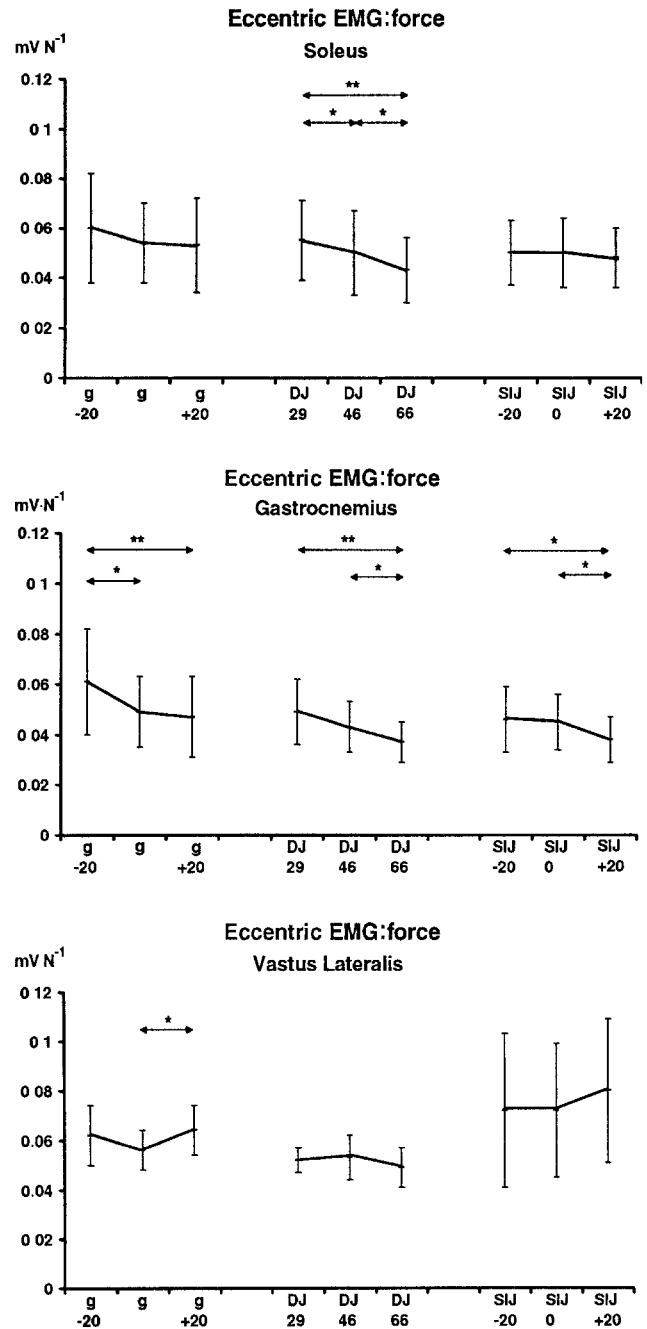 Eccentric EMG:force
mV N-1
Soleus
0 12
0 1
0 08
0 06
0 04
0 02
0
**
* *
g g g DJ DJ DJ SIJ SIJ SIJ
-20 +20 29 46 66 -20 0 +20
Eccentric EMG:force
mV·N-1
Gastrocnemius
0 12
0 1
0 08
0 06
0 04
0 02
0
** ** *
* * *
g g g DJ DJ DJ SIJ SIJ SIJ
-20 +20 29 46 66 -20 0 +20
Eccentric EMG:force
mV N-1
Vastus Lateralis
0 12
0 1
0 08
0 06
0 04
0 02
0
*
g g g DJ DJ DJ SIJ SIJ SIJ
-20 +20 29 46 66 -20 0 +20